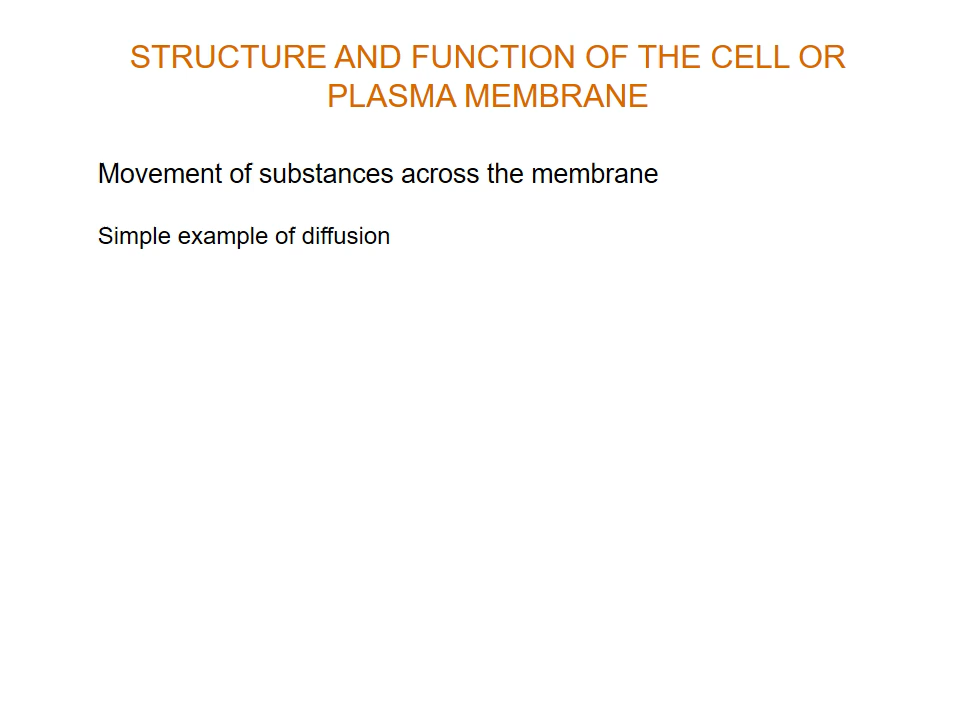 STRUCTURE AND FUNCTION OF THE CELL OR
PLASMA MEMBRANE
Movement of substances across the membrane
Simple example of diffusion